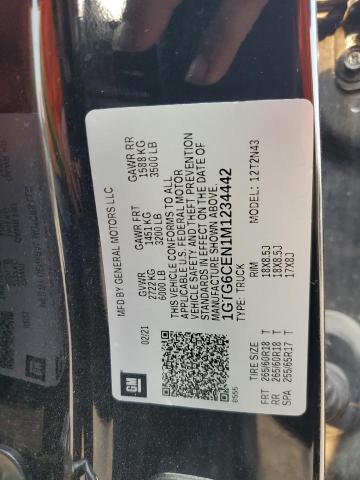 MFD BY GENERAL MOTORS LLC
02/21
GVWR GAWR FRT GAWR RR
2722 KG 1451 KG 1588 KG
6000 LB 3200 LB 3500 LB
THIS VEHICLE CONFORMS TO ALL
APPLICABLE U.S. FEDERAL MOTOR
VEHICLE SAFETY AND THEFT PREVENTION
STANDARDS IN EFFECT ON THE DATE OF
MANUFACTURE SHOWN ABOVE.
1GTG6CEN1M1234442
TYPE: TRUCK MODEL: 12T2N43
GM
8556
TIRE SIZE RIM
FRT 265/60R18 T 18X8.5J
RR 265/60R18 T 18X8.5J
SPA 255/65R17 T 17X8J